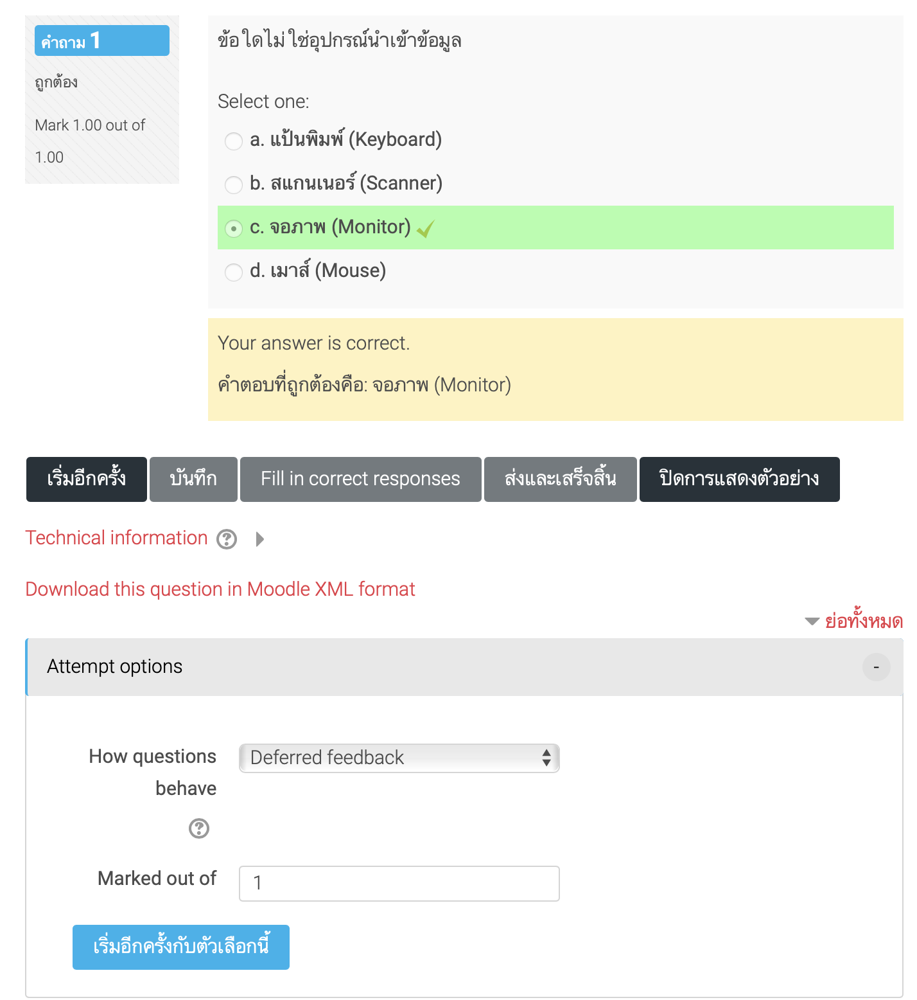 คำถาม 1
ถูกต้อง
Mark 1.00 out of
1.00
ข้อใดไม่ใช่อุปกรณ์นำเข้าข้อมูล
Select one:
a. แป้นพิมพ์ (Keyboard)
b. สแกนเนอร์ (Scanner)
c. จอภาพ (Monitor)
d. เมาส์ (Mouse)
Your answer is correct.
คำตอบที่ถูกต้องคือ: จอภาพ (Monitor)
เริ่มอีกครั้ง บันทึก Fill in correct responses ส่งและเสร็จสิ้น ปิดการแสดงตัวอย่าง
Technical information
Download this question in Moodle XML format
ย่อทั้งหมด
Attempt options -
How questions Deferred feedback
behave
Marked out of 1
เริ่มอีกครั้งกับตัวเลือกนี้